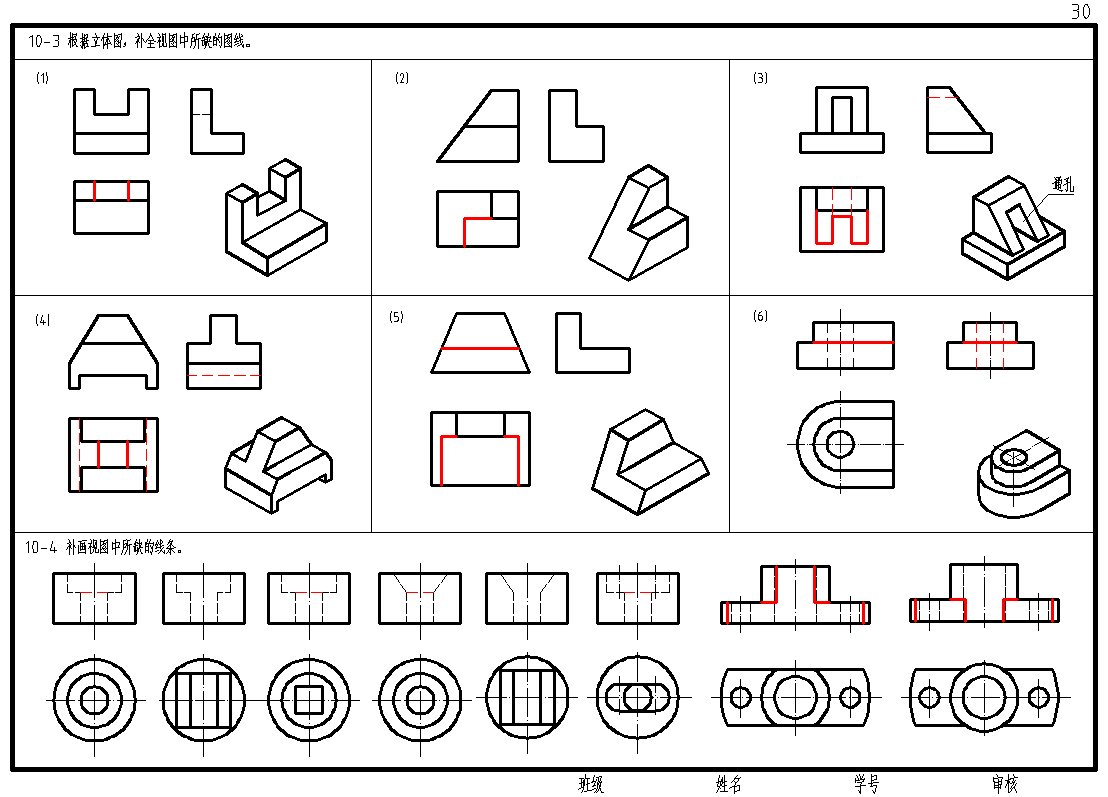 30
10-3 根据立体图，补全视图中所缺的图线。
(1)
(2)
(3)
通孔
(4)
(5)
(6)
10-4 补画视图中所缺的线条。
班级 姓名 学号 审核